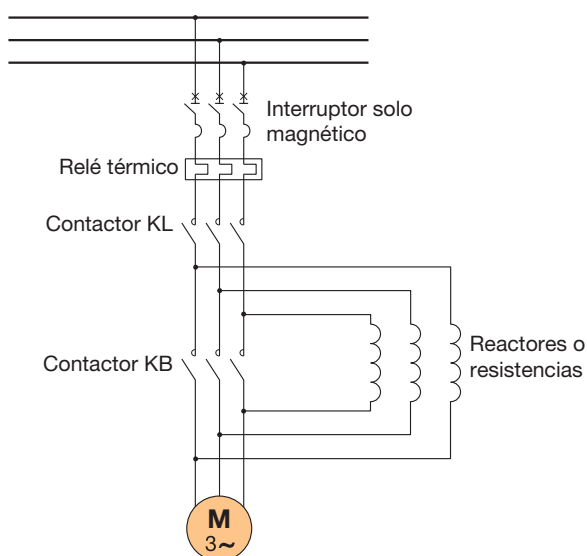 Interruptor solo
magnético
Relé térmico
Contactor KL
Contactor KB
Reactores o
resistencias
M
3~